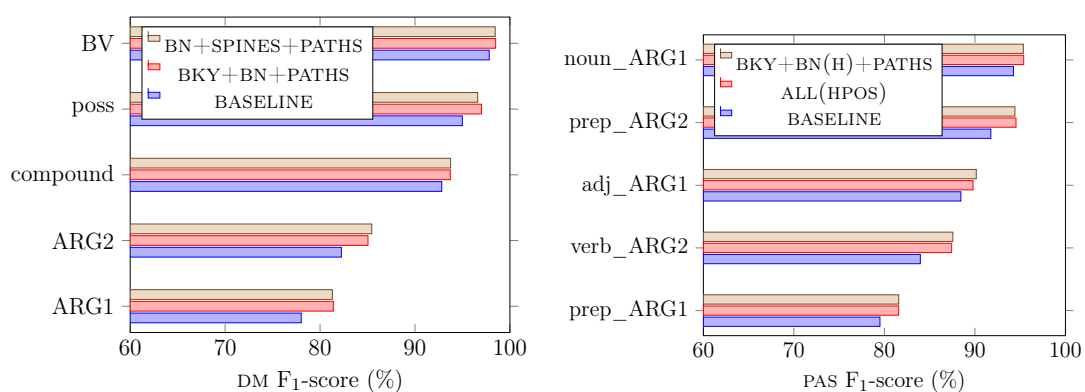 BV
poss
compound
ARG2
ARG1
BN+SPINES+PATHS
BKY+BN+PATHS
BASELINE
60 70 80 90 100
DM F₁-score (%)
noun_ARG1
prep_ARG2
adj_ARG1
verb_ARG2
prep_ARG1
BKY+BN(H)+PATHS
ALL(HPOS)
BASELINE
60 70 80 90 100
PAS F₁-score (%)